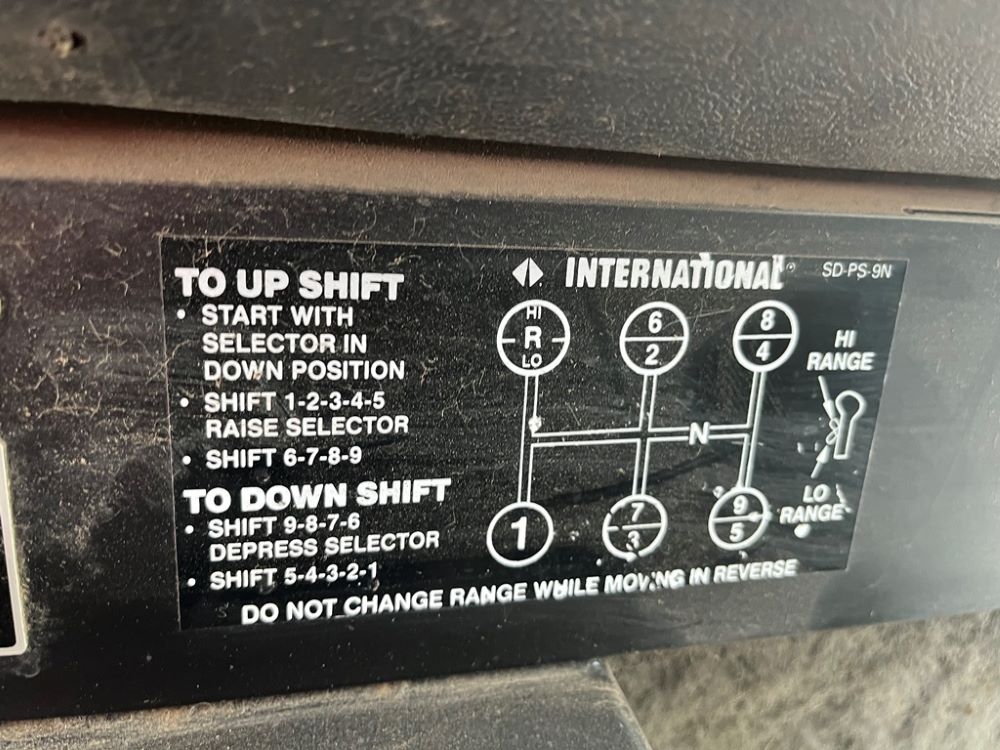 TO UP SHIFT
• START WITH
SELECTOR IN
DOWN POSITION
• SHIFT 1-2-3-4-5
RAISE SELECTOR
• SHIFT 6-7-8-9
TO DOWN SHIFT
• SHIFT 9-8-7-6
DEPRESS SELECTOR
• SHIFT 5-4-3-2-1
INTERNATIONAL®
SD-PS-9N
HI
R
LO
6
2
8
4
HI
RANGE
N
1
7
3
9
5
LO
RANGE
DO NOT CHANGE RANGE WHILE MOVING IN REVERSE